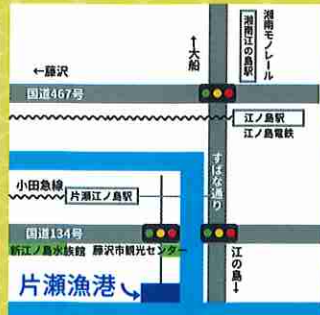 湘南モノレール
湘南江の島駅
↑大船
←藤沢
国道467号
江ノ島駅
江ノ島電鉄
すばな通り
小田急線
片瀬江ノ島駅
国道134号
新江ノ島水族館
藤沢市観光センター
江の島↓
片瀬漁港